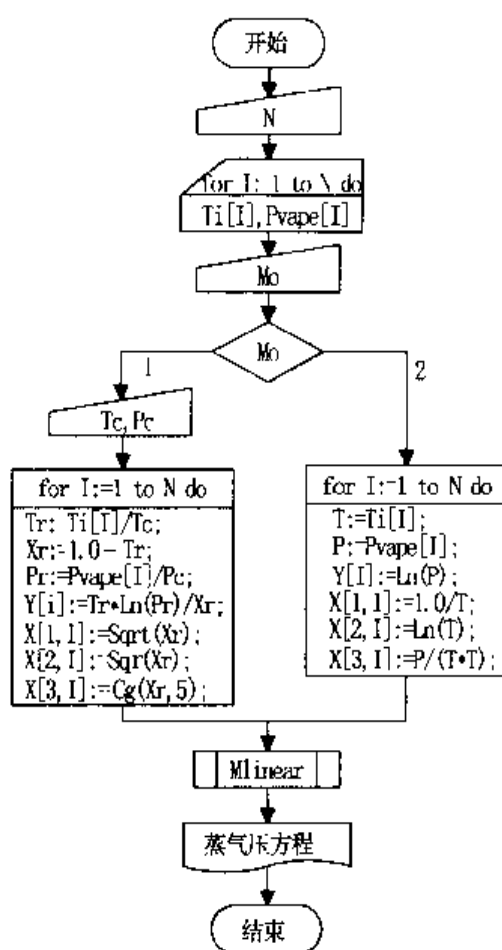 开始
N
for I: 1 to N do
Ti[I],Pvape[I]
Mo
Mo
1
2
Tc,Pc
for I:=1 to N do
Tr: Ti[I]/Tc;
Xr:-1.0-Tr;
Pr:=Pvape[I]/Pc;
Y[i]:=Tr*Ln(Pr)/Xr;
X[1,1]:=Sqrt(Xr);
X[2,I]:-Sqr(Xr);
X[3,I]:=Cg(Xr,5);
for I:-1 to N do
T:=Ti[I];
P:-Pvape[I];
Y[I]:=Ln(P);
X[1,1]:=1.0/T;
X[2,I]:=Ln(T);
X[3,I]:=P/(T*T);
Mlinear
蒸气压方程
结束